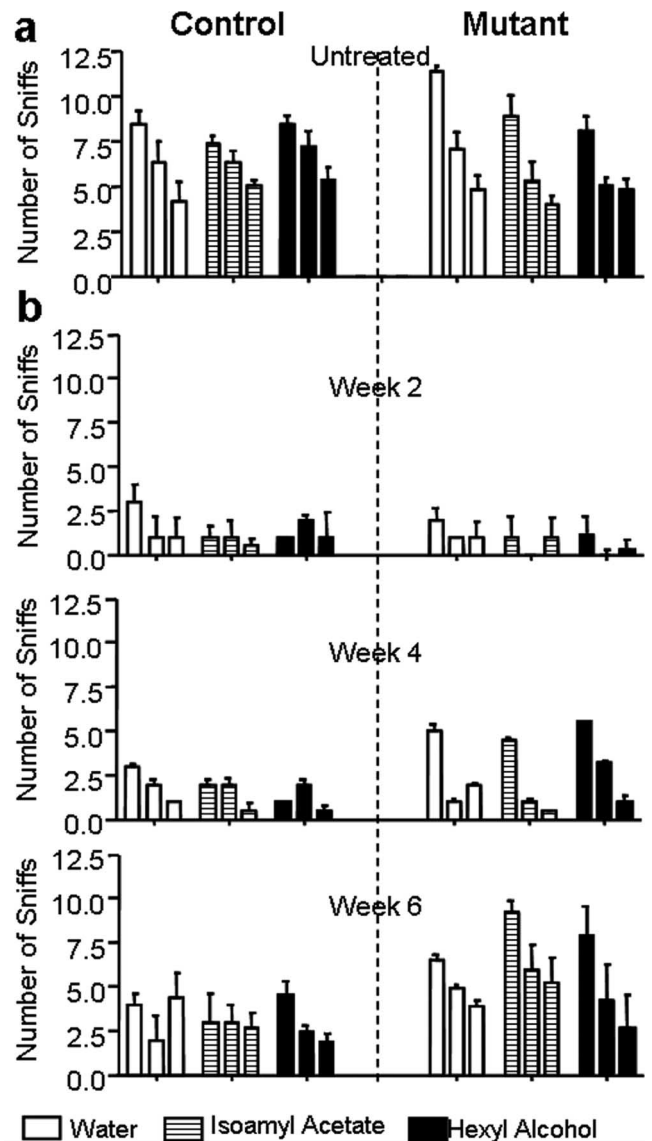 a
Control
Mutant
Untreated
Number of Sniffs
12.5
10.0
7.5
5.0
2.5
0.0
b
Week 2
Number of Sniffs
12.5
10.0
7.5
5.0
2.5
0.0
Week 4
Number of Sniffs
12.5
10.0
7.5
5.0
2.5
0.0
Week 6
Number of Sniffs
12.5
10.0
7.5
5.0
2.5
0.0
Water
Isoamyl Acetate
Hexyl Alcohol